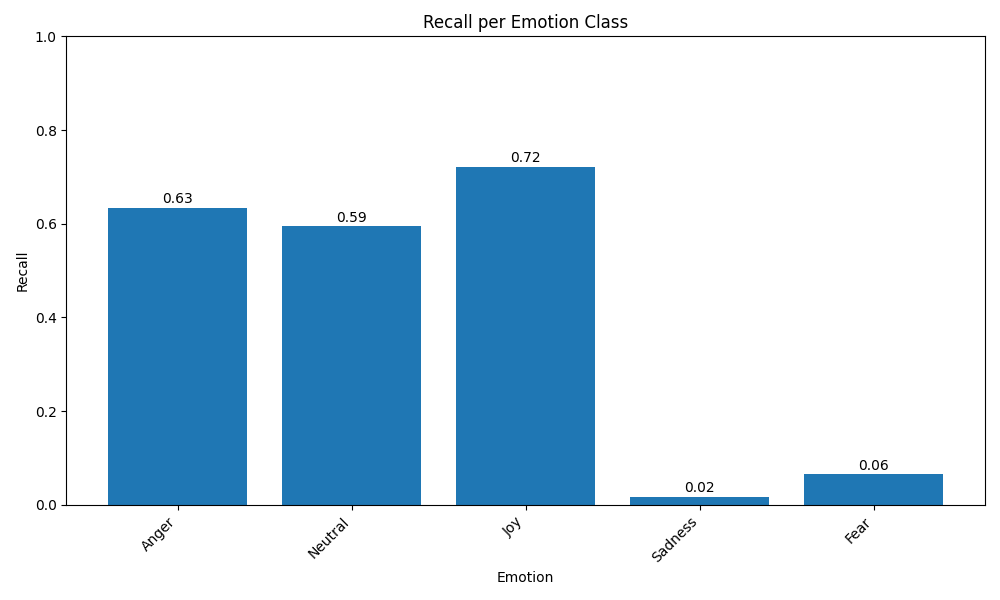 Recall per Emotion Class
1.0
0.8
0.6
0.4
0.2
0.0
Recall
0.63
0.59
0.72
0.02
0.06
Anger
Neutral
Joy
Sadness
Fear
Emotion